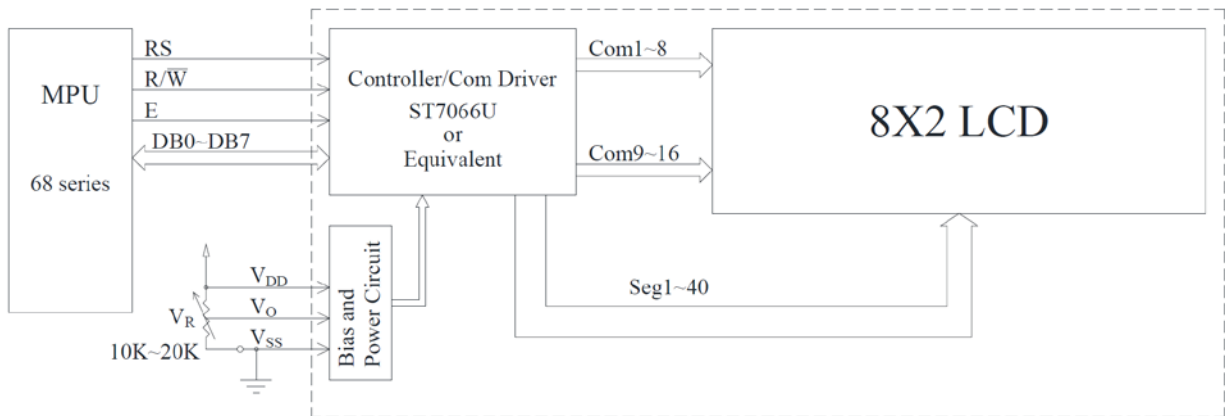 MPU
68 series
RS
R/W̅
E
DB0~DB7
Controller/Com Driver
ST7066U
or
Equivalent
Com1~8
Com9~16
8X2 LCD
Seg1~40
Bias and
Power Circuit
VDD
VO
VSS
VR
10K~20K